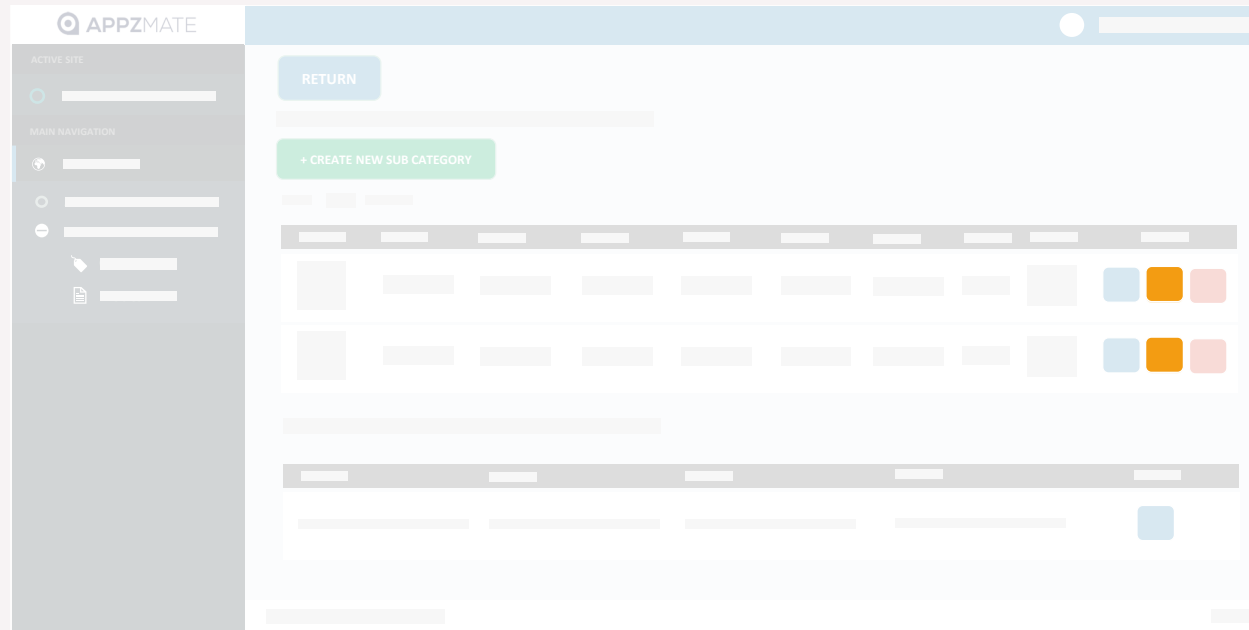 APPZMATE
ACTIVE SITE
RETURN
MAIN NAVIGATION
+ CREATE NEW SUB CATEGORY